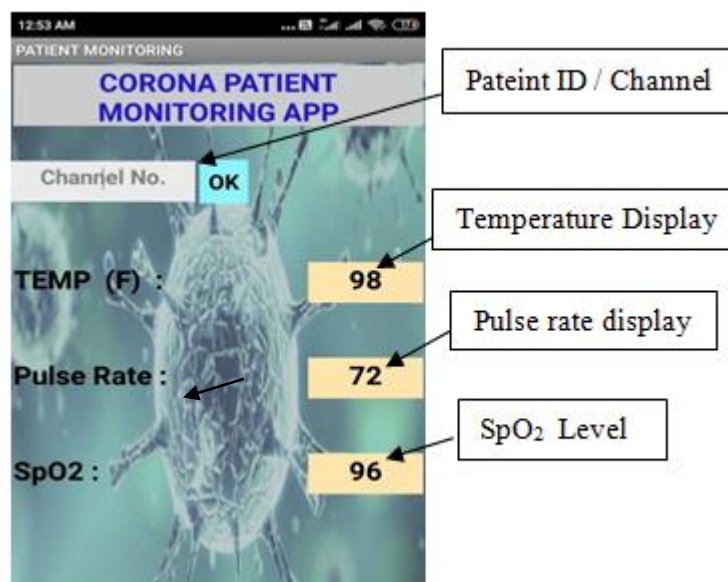 12:53 AM
PATIENT MONITORING
CORONA PATIENT
MONITORING APP
Pateint ID / Channel
Channel No.
OK
Temperature Display
TEMP (F) :
98
Pulse rate display
Pulse Rate :
72
SpO₂ Level
SpO2 :
96